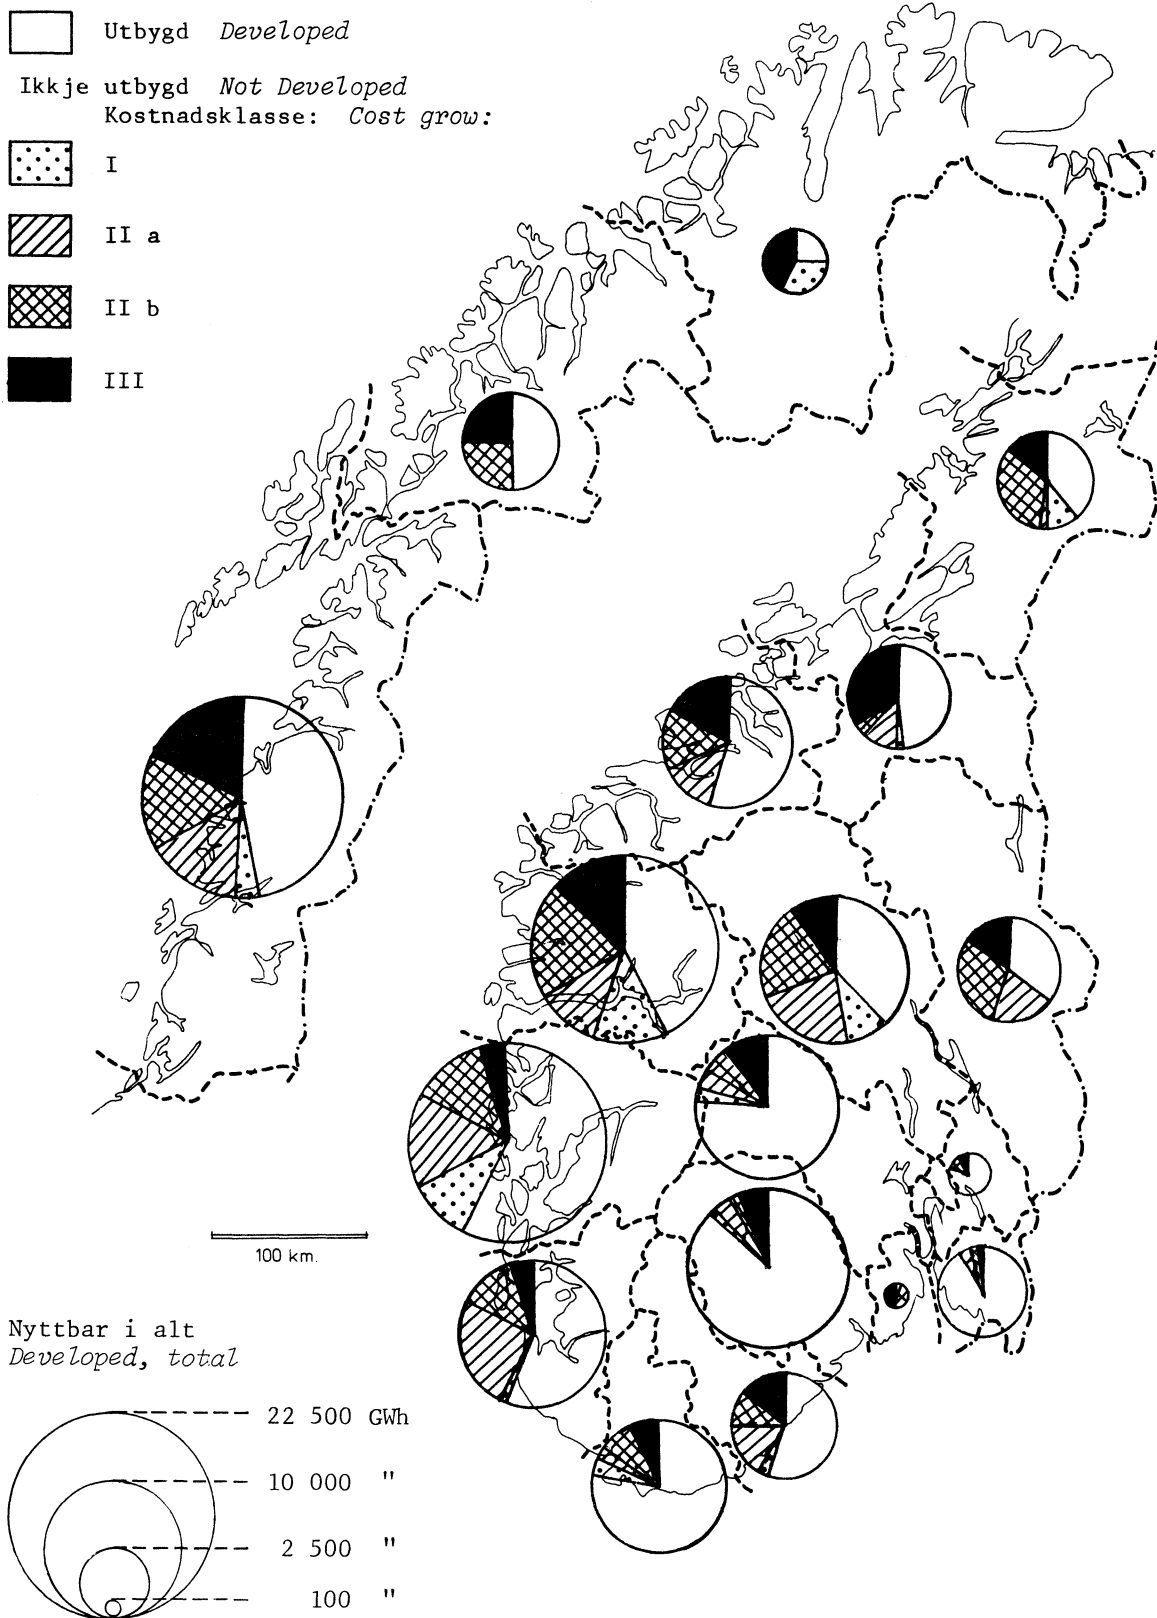 Utbygd Developed
Ikkje utbygd Not Developed
Kostnadsklasse: Cost grow:
I
II a
II b
III
100 km.
Nyttbar i alt
Developed, total
22 500 GWh
10 000 "
2 500 "
100 "